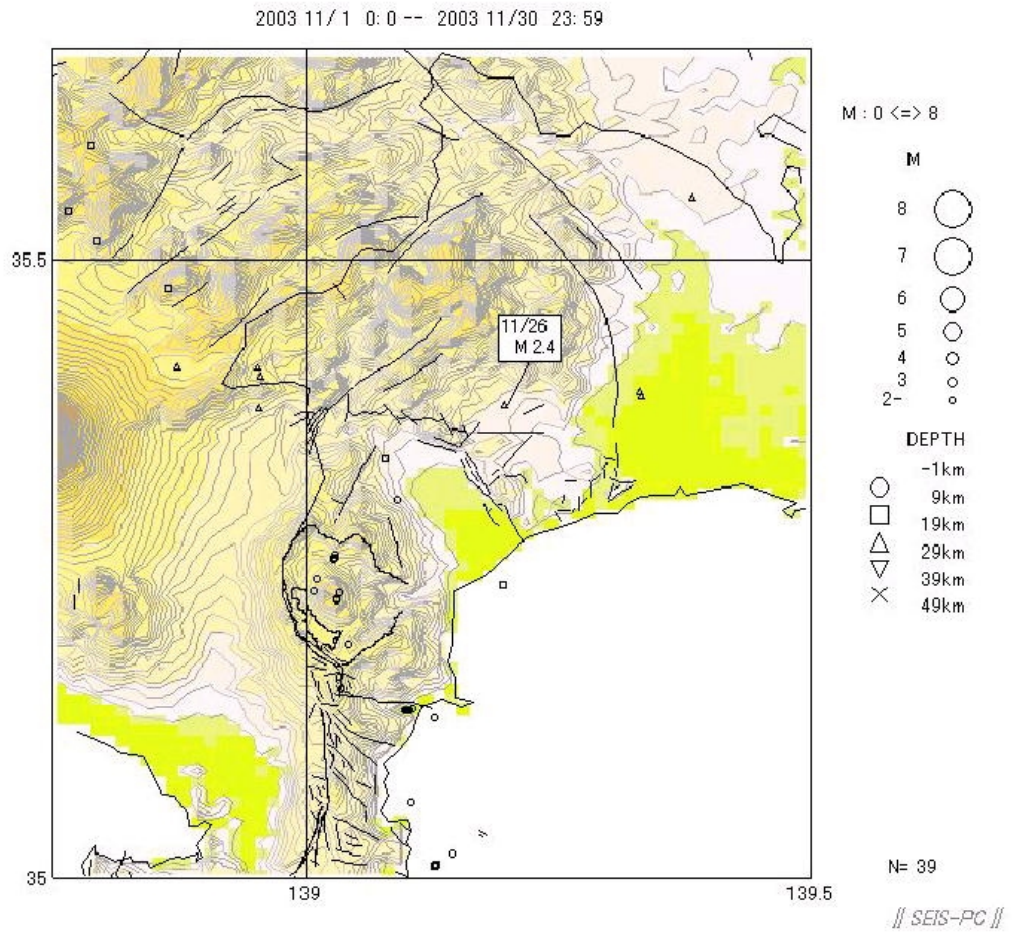 2003 11/ 1 0: 0 -- 2003 11/30 23: 59
M : 0 <=> 8
M
8
7
6
5
4
3
2-
DEPTH
-1km
9km
19km
29km
39km
49km
35.5
11/26
M 2.4
35
139
139.5
N= 39
// SEIS-PC //